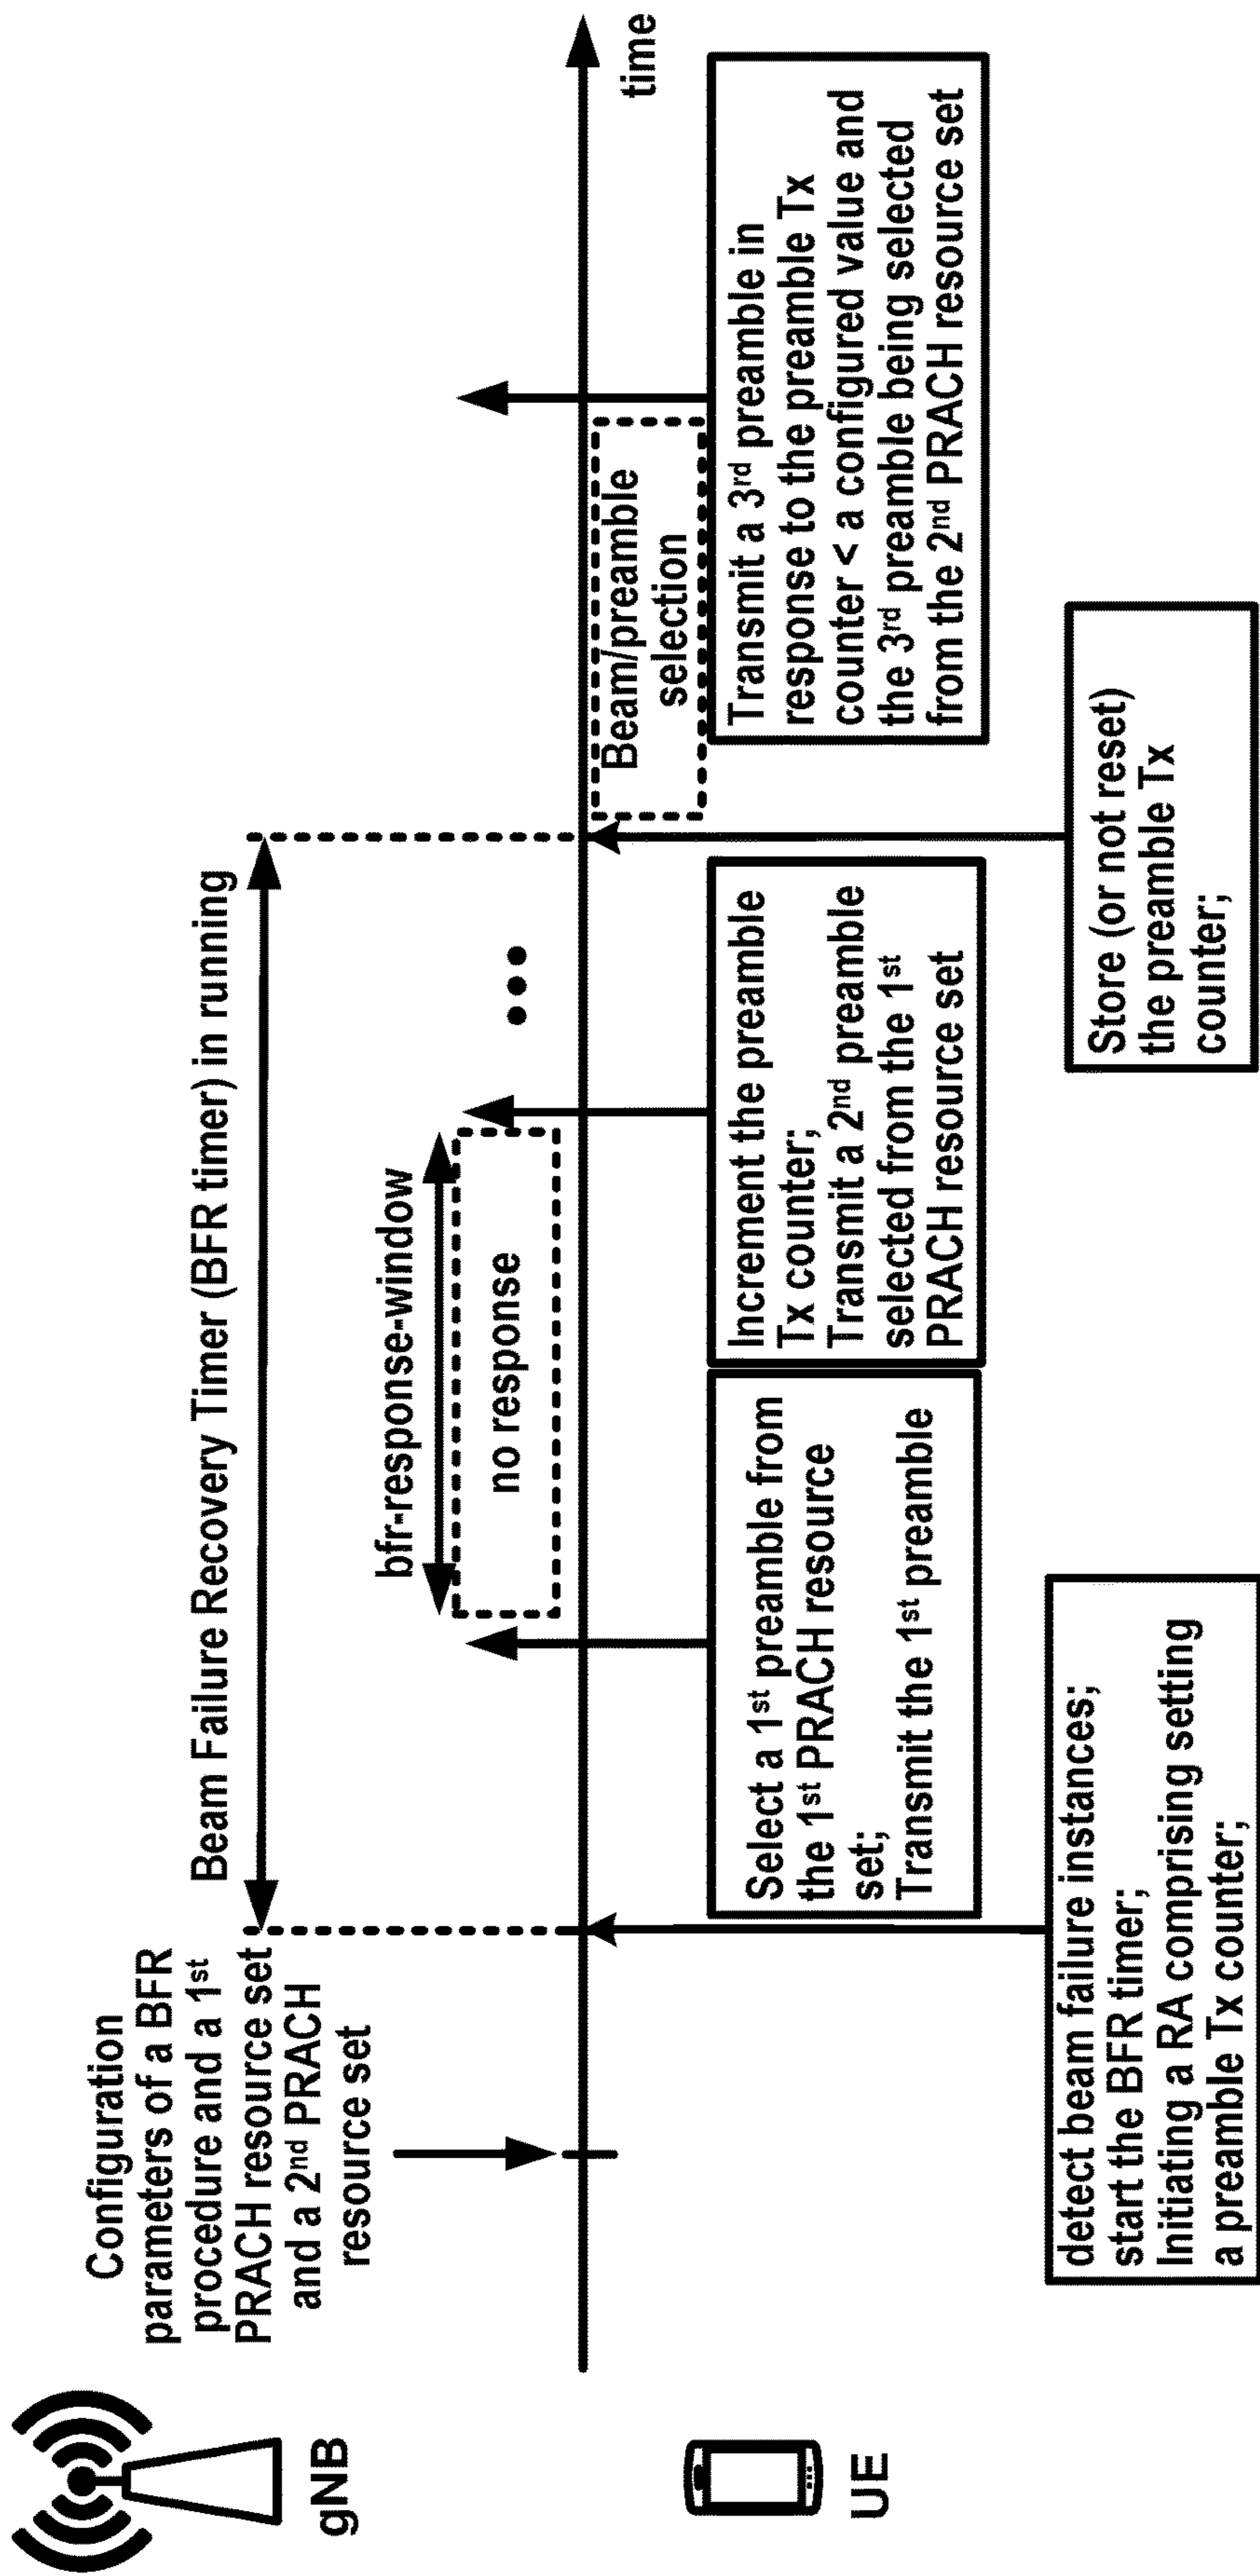 gNB
UE
Configuration
parameters of a BFR
procedure and a 1st
PRACH resource set
and a 2nd PRACH
resource set
Beam Failure Recovery Timer (BFR timer) in running
bfr-response-window
no response
detect beam failure instances;
start the BFR timer;
Initiating a RA comprising setting
a preamble Tx counter;
Select a 1st preamble from
the 1st PRACH resource
set;
Transmit the 1st preamble
Increment the preamble
Tx counter;
Transmit a 2nd preamble
selected from the 1st
PRACH resource set
Store (or not reset)
the preamble Tx
counter;
Beam/preamble
selection
Transmit a 3rd preamble in
response to the preamble Tx
counter < a configured value and
the 3rd preamble being selected
from the 2nd PRACH resource set
time